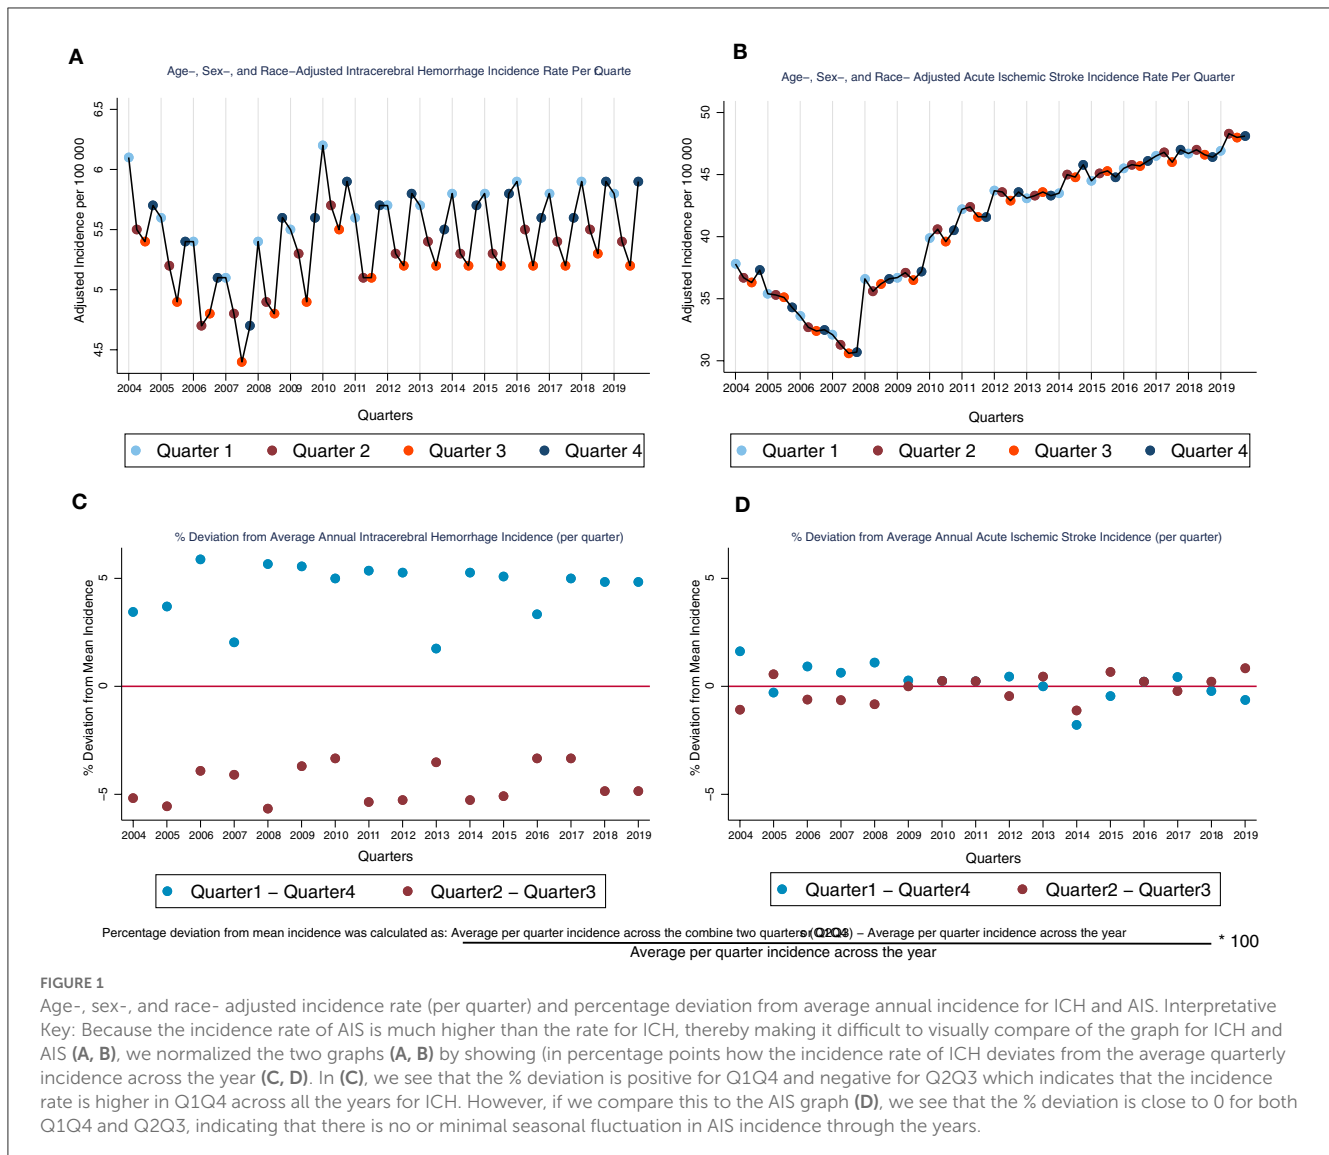 A
Age-, Sex-, and Race-Adjusted Intracerebral Hemorrhage Incidence Rate Per Quarte
Adjusted Incidence per 100 000
6.5
6
5.5
5
4.5
2004 2005 2006 2007 2008 2009 2010 2011 2012 2013 2014 2015 2016 2017 2018 2019
Quarters
Quarter 1 Quarter 2 Quarter 3 Quarter 4
B
Age-, Sex-, and Race- Adjusted Acute Ischemic Stroke Incidence Rate Per Quarter
Adjusted Incidence per 100 000
50
45
40
35
30
2004 2005 2006 2007 2008 2009 2010 2011 2012 2013 2014 2015 2016 2017 2018 2019
Quarters
Quarter 1 Quarter 2 Quarter 3 Quarter 4
C
% Deviation from Average Annual Intracerebral Hemorrhage Incidence (per quarter)
% Deviation from Mean Incidence
5
0
-5
2004 2005 2006 2007 2008 2009 2010 2011 2012 2013 2014 2015 2016 2017 2018 2019
Quarters
Quarter1 - Quarter4 Quarter2 - Quarter3
D
% Deviation from Average Annual Acute Ischemic Stroke Incidence (per quarter)
% Deviation from Mean Incidence
5
0
-5
2004 2005 2006 2007 2008 2009 2010 2011 2012 2013 2014 2015 2016 2017 2018 2019
Quarters
Quarter1 - Quarter4 Quarter2 - Quarter3
Percentage deviation from mean incidence was calculated as: Average per quarter incidence across the combine two quarters – Average per quarter incidence across the year
* 100
Average per quarter incidence across the year
FIGURE 1
Age-, sex-, and race- adjusted incidence rate (per quarter) and percentage deviation from average annual incidence for ICH and AIS. Interpretative
Key: Because the incidence rate of AIS is much higher than the rate for ICH, thereby making it difficult to visually compare of the graph for ICH and
AIS (A, B), we normalized the two graphs (A, B) by showing (in percentage points how the incidence rate of ICH deviates from the average quarterly
incidence across the year (C, D). In (C), we see that the % deviation is positive for Q1Q4 and negative for Q2Q3 which indicates that the incidence
rate is higher in Q1Q4 across all the years for ICH. However, if we compare this to the AIS graph (D), we see that the % deviation is close to 0 for both
Q1Q4 and Q2Q3, indicating that there is no or minimal seasonal fluctuation in AIS incidence through the years.